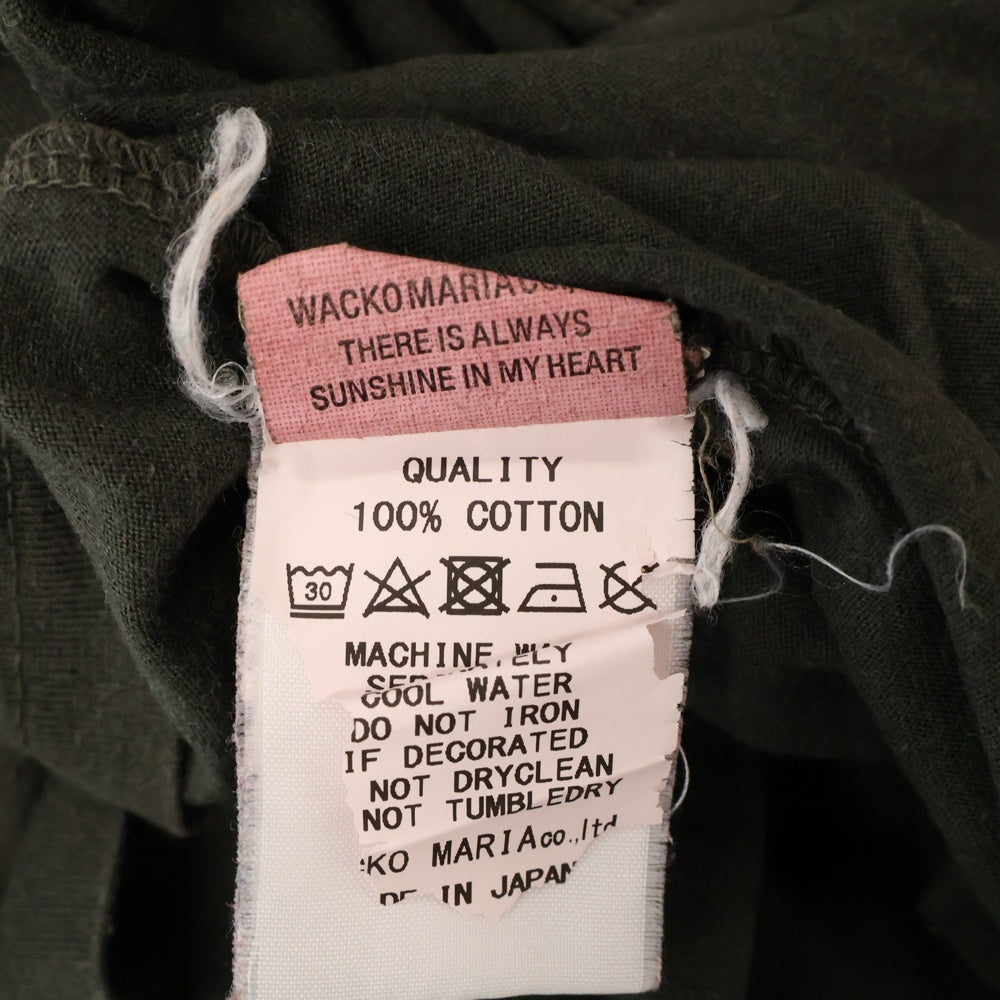 WACKO MARIA
THERE IS ALWAYS
SUNSHINE IN MY HEART
QUALITY
100% COTTON
30
MACHINE
COOL WATER
DO NOT IRON
IF DECORATED
NOT DRYCLEAN
NOT TUMBLEDRY
KO MARIA co.,ltd
IN JAPAN